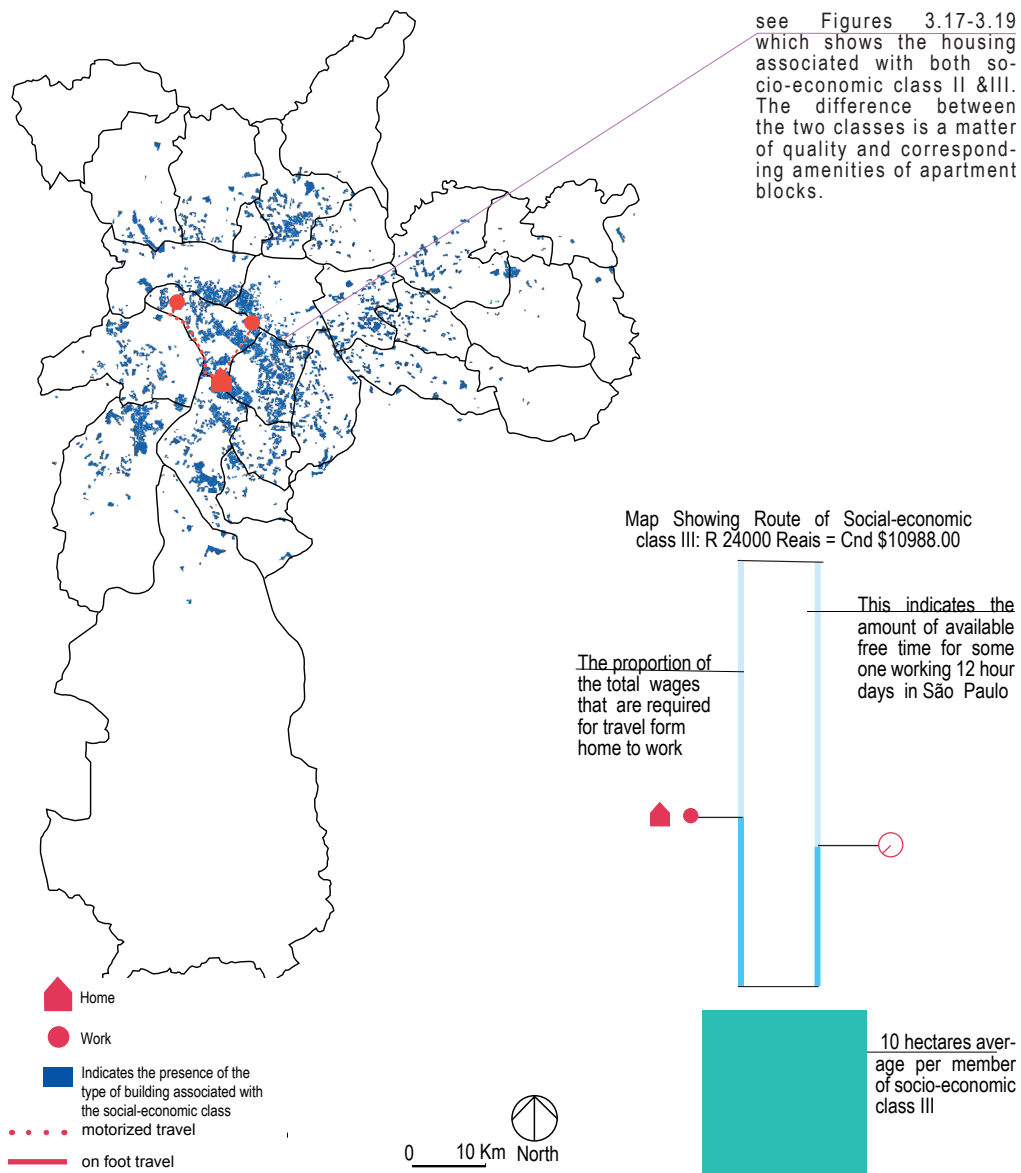 see Figures 3.17-3.19
which shows the housing
associated with both so-
cio-economic class II &III.
The difference between
the two classes is a matter
of quality and correspond-
ing amenities of apartment
blocks.
Map Showing Route of Social-economic
class III: R 24000 Reais = Cnd $10988.00
This indicates the
amount of available
free time for some
one working 12 hour
days in São Paulo
The proportion of
the total wages
that are required
for travel form
home to work
Home
Work
Indicates the presence of the
type of building associated with
the social-economic class
motorized travel
on foot travel
0 10 Km North
10 hectares aver-
age per member
of socio-economic
class III